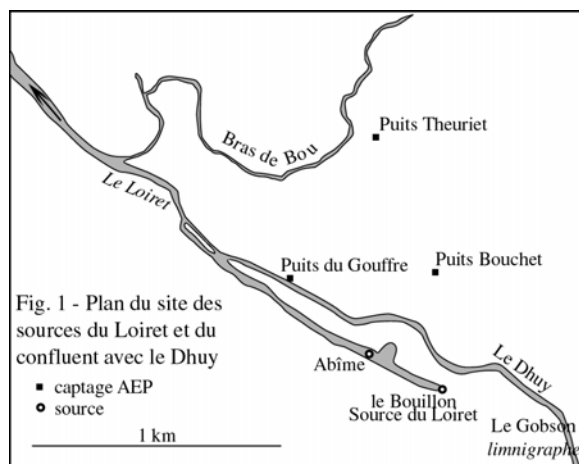 Puits Theuriet
Bras de Bou
Le Loiret
Puits du Gouffre
Puits Bouchet
Fig. 1 - Plan du site des
sources du Loiret et du
confluent avec le Dhuy
captage AEP
source
1 km
Abîme
le Bouillon
Source du Loiret
Le Dhuy
Le Gobson
limnigraphe